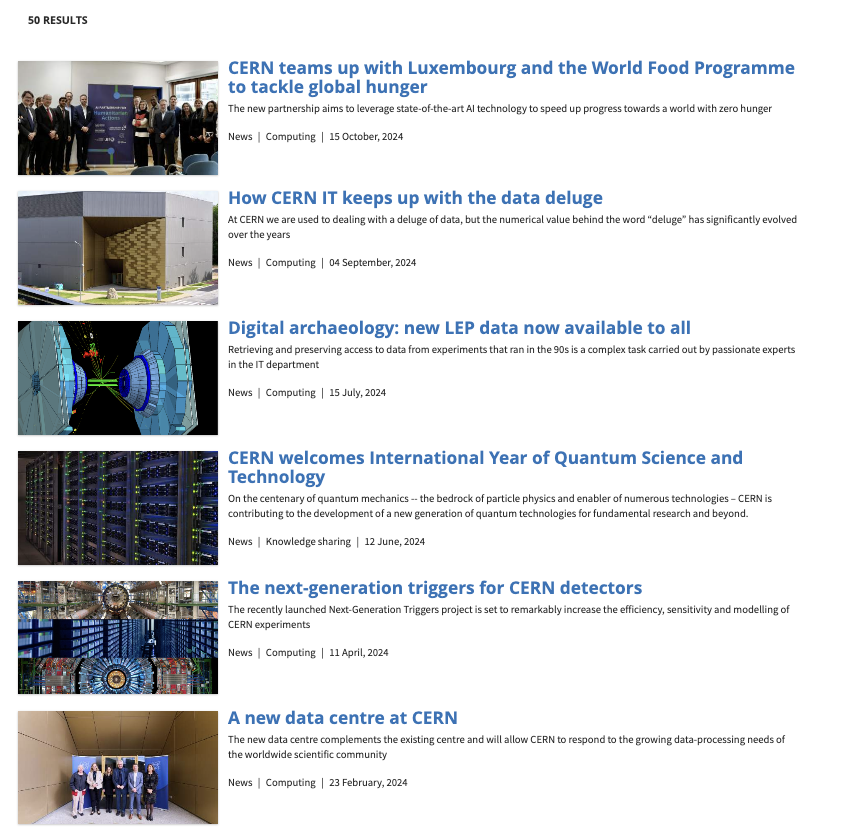 50 RESULTS
CERN teams up with Luxembourg and the World Food Programme
to tackle global hunger
The new partnership aims to leverage state-of-the-art AI technology to speed up progress towards a world with zero hunger
News | Computing | 15 October, 2024
How CERN IT keeps up with the data deluge
At CERN we are used to dealing with a deluge of data, but the numerical value behind the word “deluge” has significantly evolved
over the years
News | Computing | 04 September, 2024
Digital archaeology: new LEP data now available to all
Retrieving and preserving access to data from experiments that ran in the 90s is a complex task carried out by passionate experts
in the IT department
News | Computing | 15 July, 2024
CERN welcomes International Year of Quantum Science and
Technology
On the centenary of quantum mechanics -- the bedrock of particle physics and enabler of numerous technologies – CERN is
contributing to the development of a new generation of quantum technologies for fundamental research and beyond.
News | Knowledge sharing | 12 June, 2024
The next-generation triggers for CERN detectors
The recently launched Next-Generation Triggers project is set to remarkably increase the efficiency, sensitivity and modelling of
CERN experiments
News | Computing | 11 April, 2024
A new data centre at CERN
The new data centre complements the existing centre and will allow CERN to respond to the growing data-processing needs of
the worldwide scientific community
News | Computing | 23 February, 2024